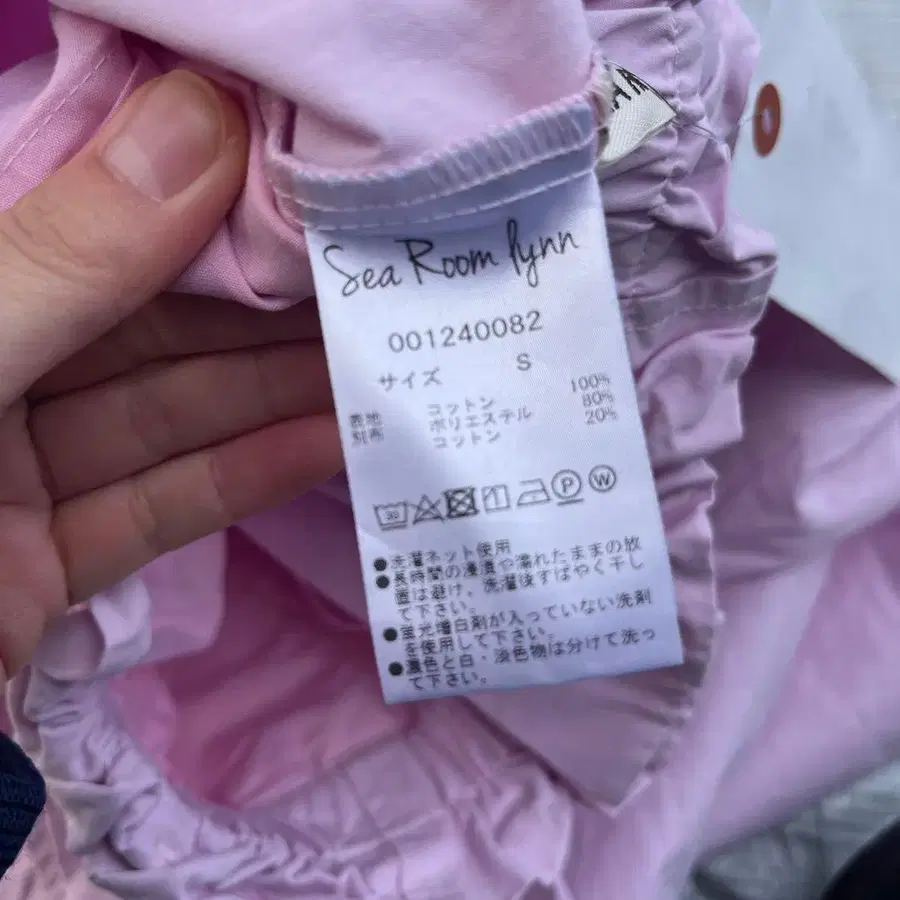 Sea Room lynn
001240082
サイズ S
表地 コットン 100%
別布 ポリエステル 80%
コットン 20%
30 P W
●洗濯ネット使用
●長時間の浸漬や濡れたままの放
置は避け、洗濯後すばやく干し
て下さい。
●蛍光増白剤が入っていない洗剤
を使用して下さい。
●濃色と白・淡色物は分けて洗っ
て下さい。